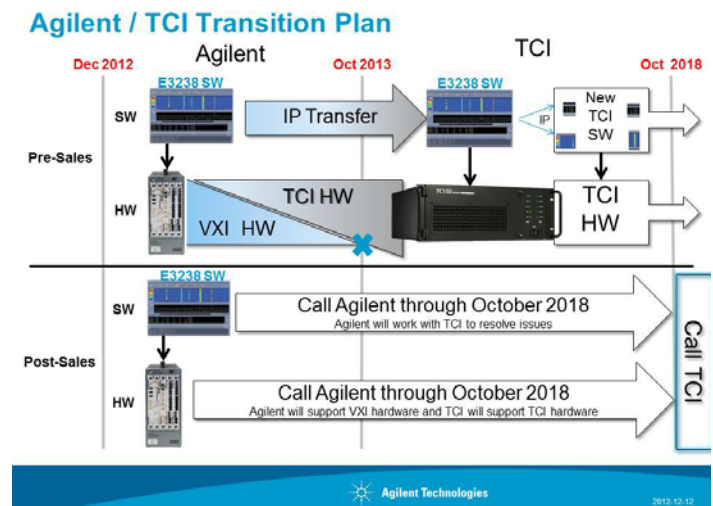 Agilent / TCI Transition Plan
Agilent
TCI
Dec 2012
Oct 2013
Oct 2018
E3238 SW
E3238 SW
SW
IP Transfer
IP
New
TCI
SW
Pre-Sales
HW
TCI HW
VXI HW
TCI
HW
E3238 SW
SW
Call Agilent through October 2018
Agilent will work with TCI to resolve issues
Post-Sales
HW
Call Agilent through October 2018
Agilent will support VXI hardware and TCI will support TCI hardware
Call TCI
Agilent Technologies
2012-12-12